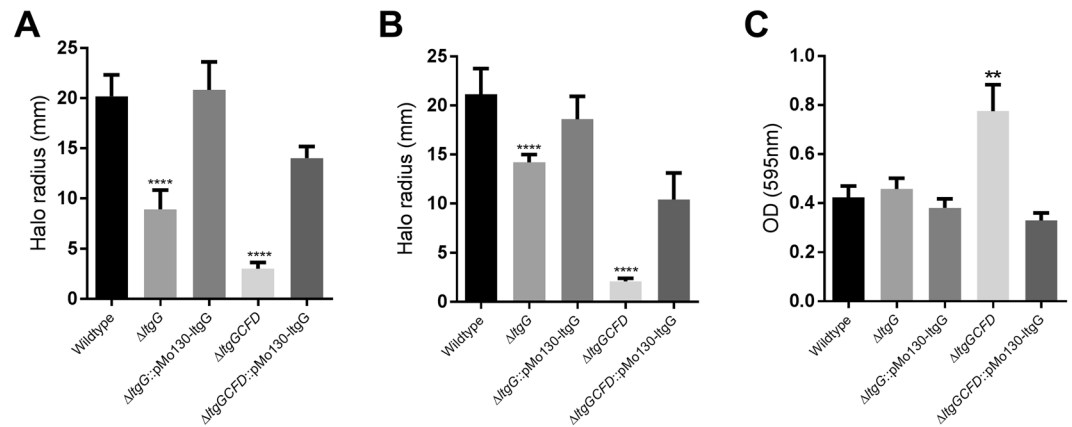 A
Halo radius (mm)
25
20
15
10
5
0
****
****
Wildtype
ΔltgG
ΔltgG::pMo130-ltgG
ΔltgGCFD
ΔltgGCFD::pMo130-ltgG
B
Halo radius (mm)
25
20
15
10
5
0
****
****
Wildtype
ΔltgG
ΔltgG::pMo130-ltgG
ΔltgGCFD
ΔltgGCFD::pMo130-ltgG
C
OD (595nm)
1.0
0.8
0.6
0.4
0.2
0.0
**
Wildtype
ΔltgG
ΔltgG::pMo130-ltgG
ΔltgGCFD
ΔltgGCFD::pMo130-ltgG